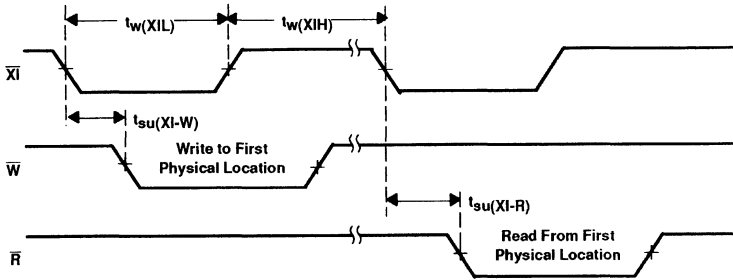 tw(XIL)
tw(XIH)
XI
tsu(XI-W)
W
Write to First
Physical Location
tsu(XI-R)
R
Read From First
Physical Location